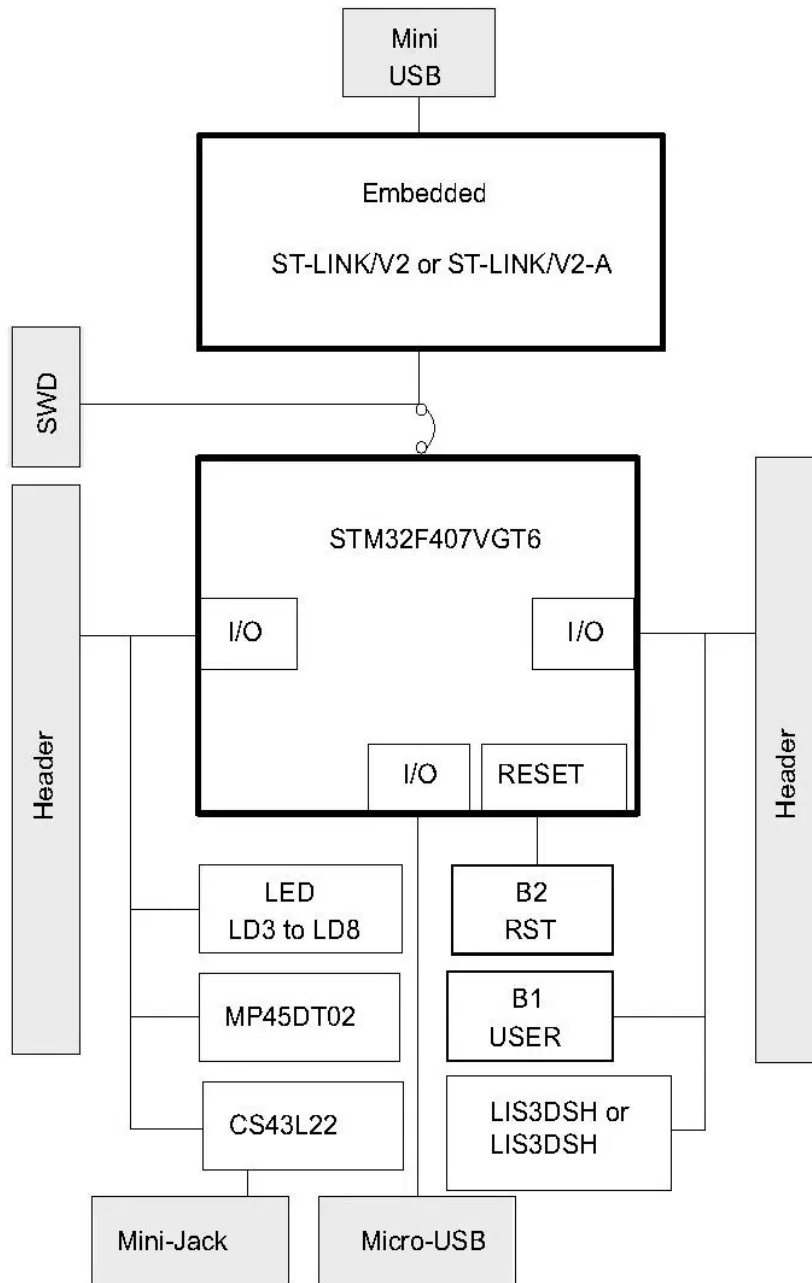 Mini
USB
Embedded
ST-LINK/V2 or ST-LINK/V2-A
SWD
STM32F407VGT6
I/O
I/O
Header
Header
I/O
RESET
LED
LD3 to LD8
B2
RST
MP45DT02
B1
USER
CS43L22
LIS3DSH or
LIS3DSH
Mini-Jack
Micro-USB